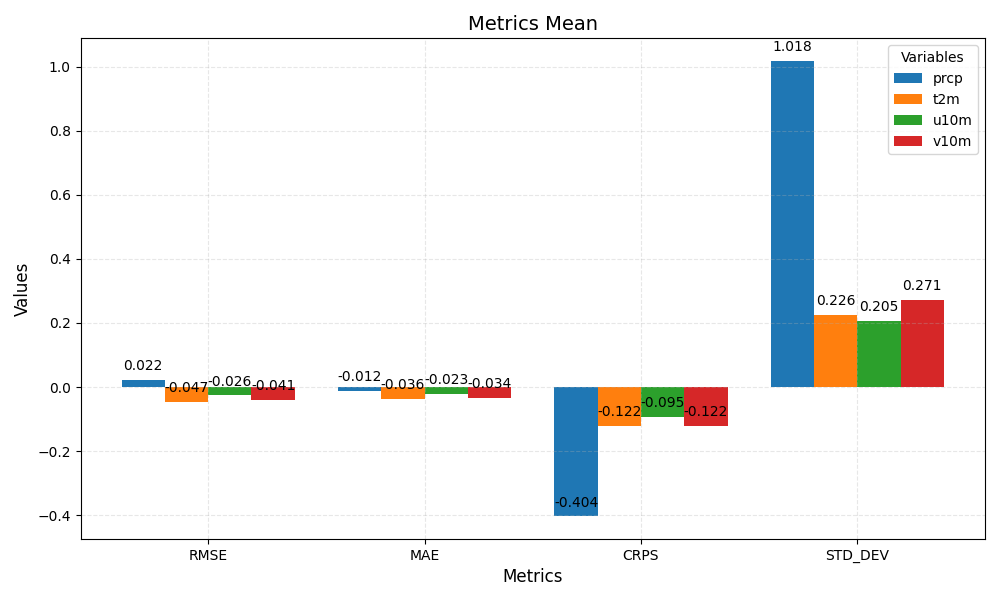 Metrics Mean
Values
1.0
0.8
0.6
0.4
0.2
0.0
−0.2
−0.4
0.022
-0.047
-0.026
-0.041
-0.012
-0.036
-0.023
-0.034
-0.404
-0.122
-0.095
-0.122
1.018
0.226
0.205
0.271
Variables
prcp
t2m
u10m
v10m
RMSE
MAE
CRPS
STD_DEV
Metrics